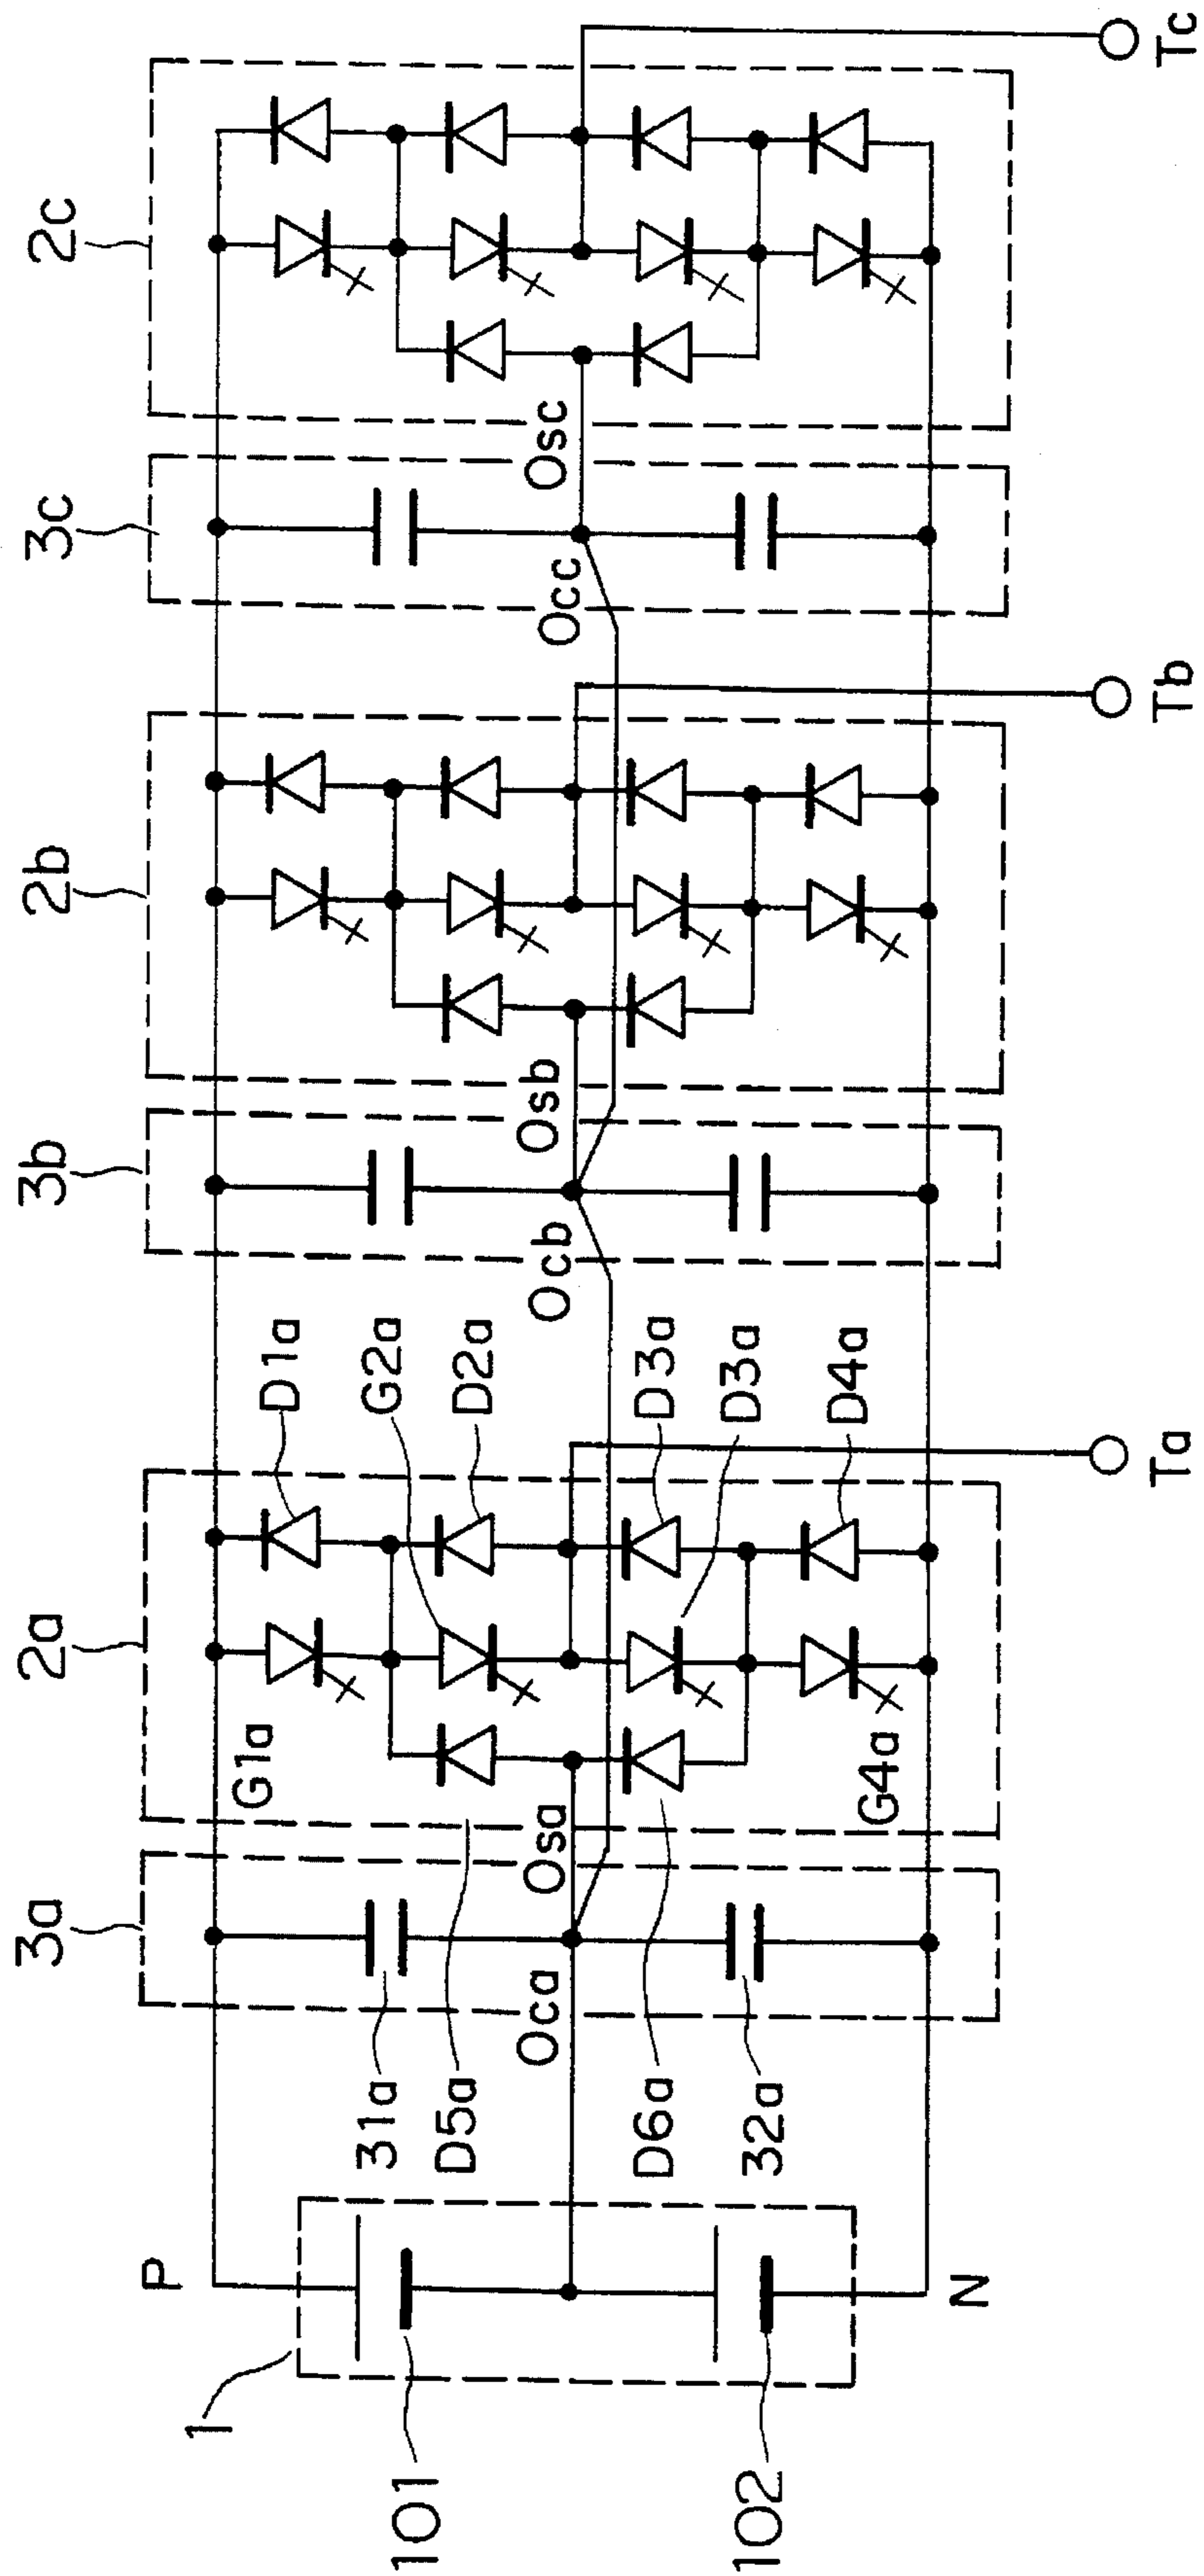 3a
2a
3b
2b
3c
2c
1
P
101
102
N
31a
D5a
D6a
32a
Oca
Osa
G1a
G4a
D1a
G2a
D2a
D3a
D3a
D4a
Ta
Ocb
Osb
Tb
Occ
Osc
Tc